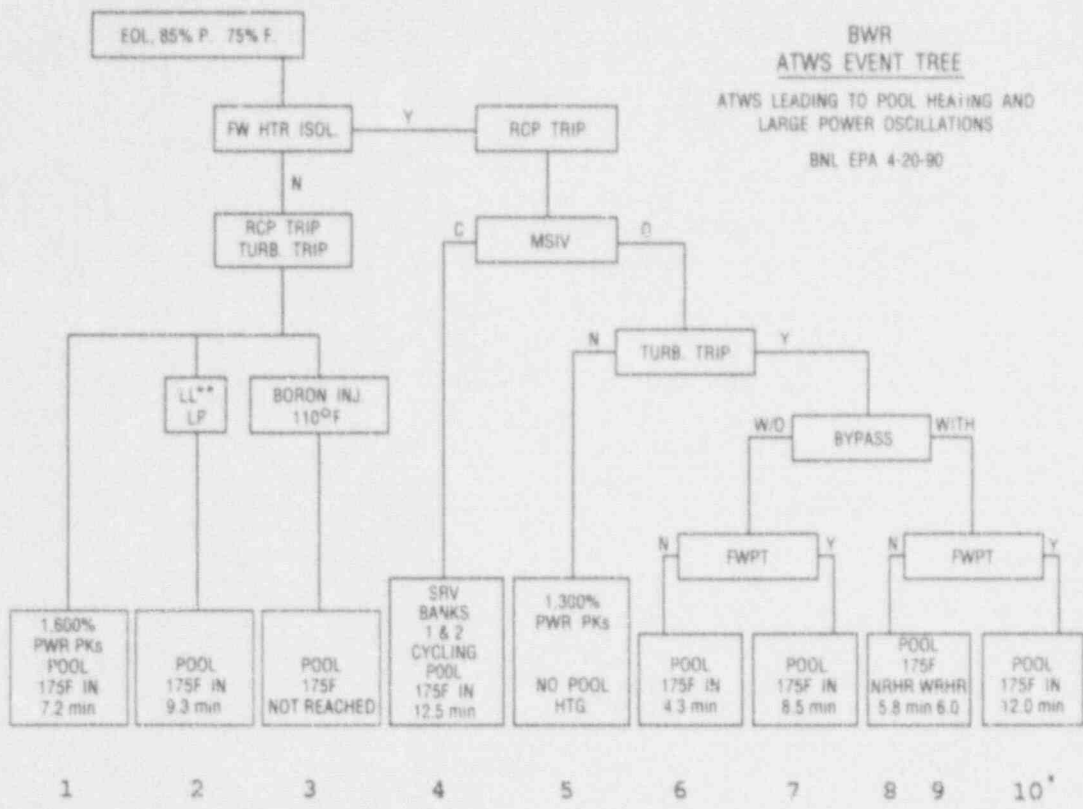 EOL, 85% P. 75% F.
BWR
ATWS EVENT TREE
ATWS LEADING TO POOL HEATING AND
LARGE POWER OSCILLATIONS
BNL EPA 4-20-90
FW HTR ISOL.
Y
RCP TRIP
N
RCP TRIP
TURB. TRIP
C
MSIV
O
N
TURB. TRIP
Y
LL**
LP
BORON INJ.
110°F
W/O
BYPASS
WITH
N
FWPT
Y
N
FWPT
Y
1,600%
PWR PKs
POOL
175F IN
7.2 min
POOL
175F IN
9.3 min
POOL
175F
NOT REACHED
SRV
BANKS
1 & 2
CYCLING
POOL
175F IN
12.5 min
1,300%
PWR PKs
NO POOL
HTG
POOL
175F IN
4.3 min
POOL
175F IN
8.5 min
POOL
175F
NRHR WRHR
5.8 min 6.0
POOL
175F IN
12.0 min
1 2 3 4 5 6 7 8 9 10*